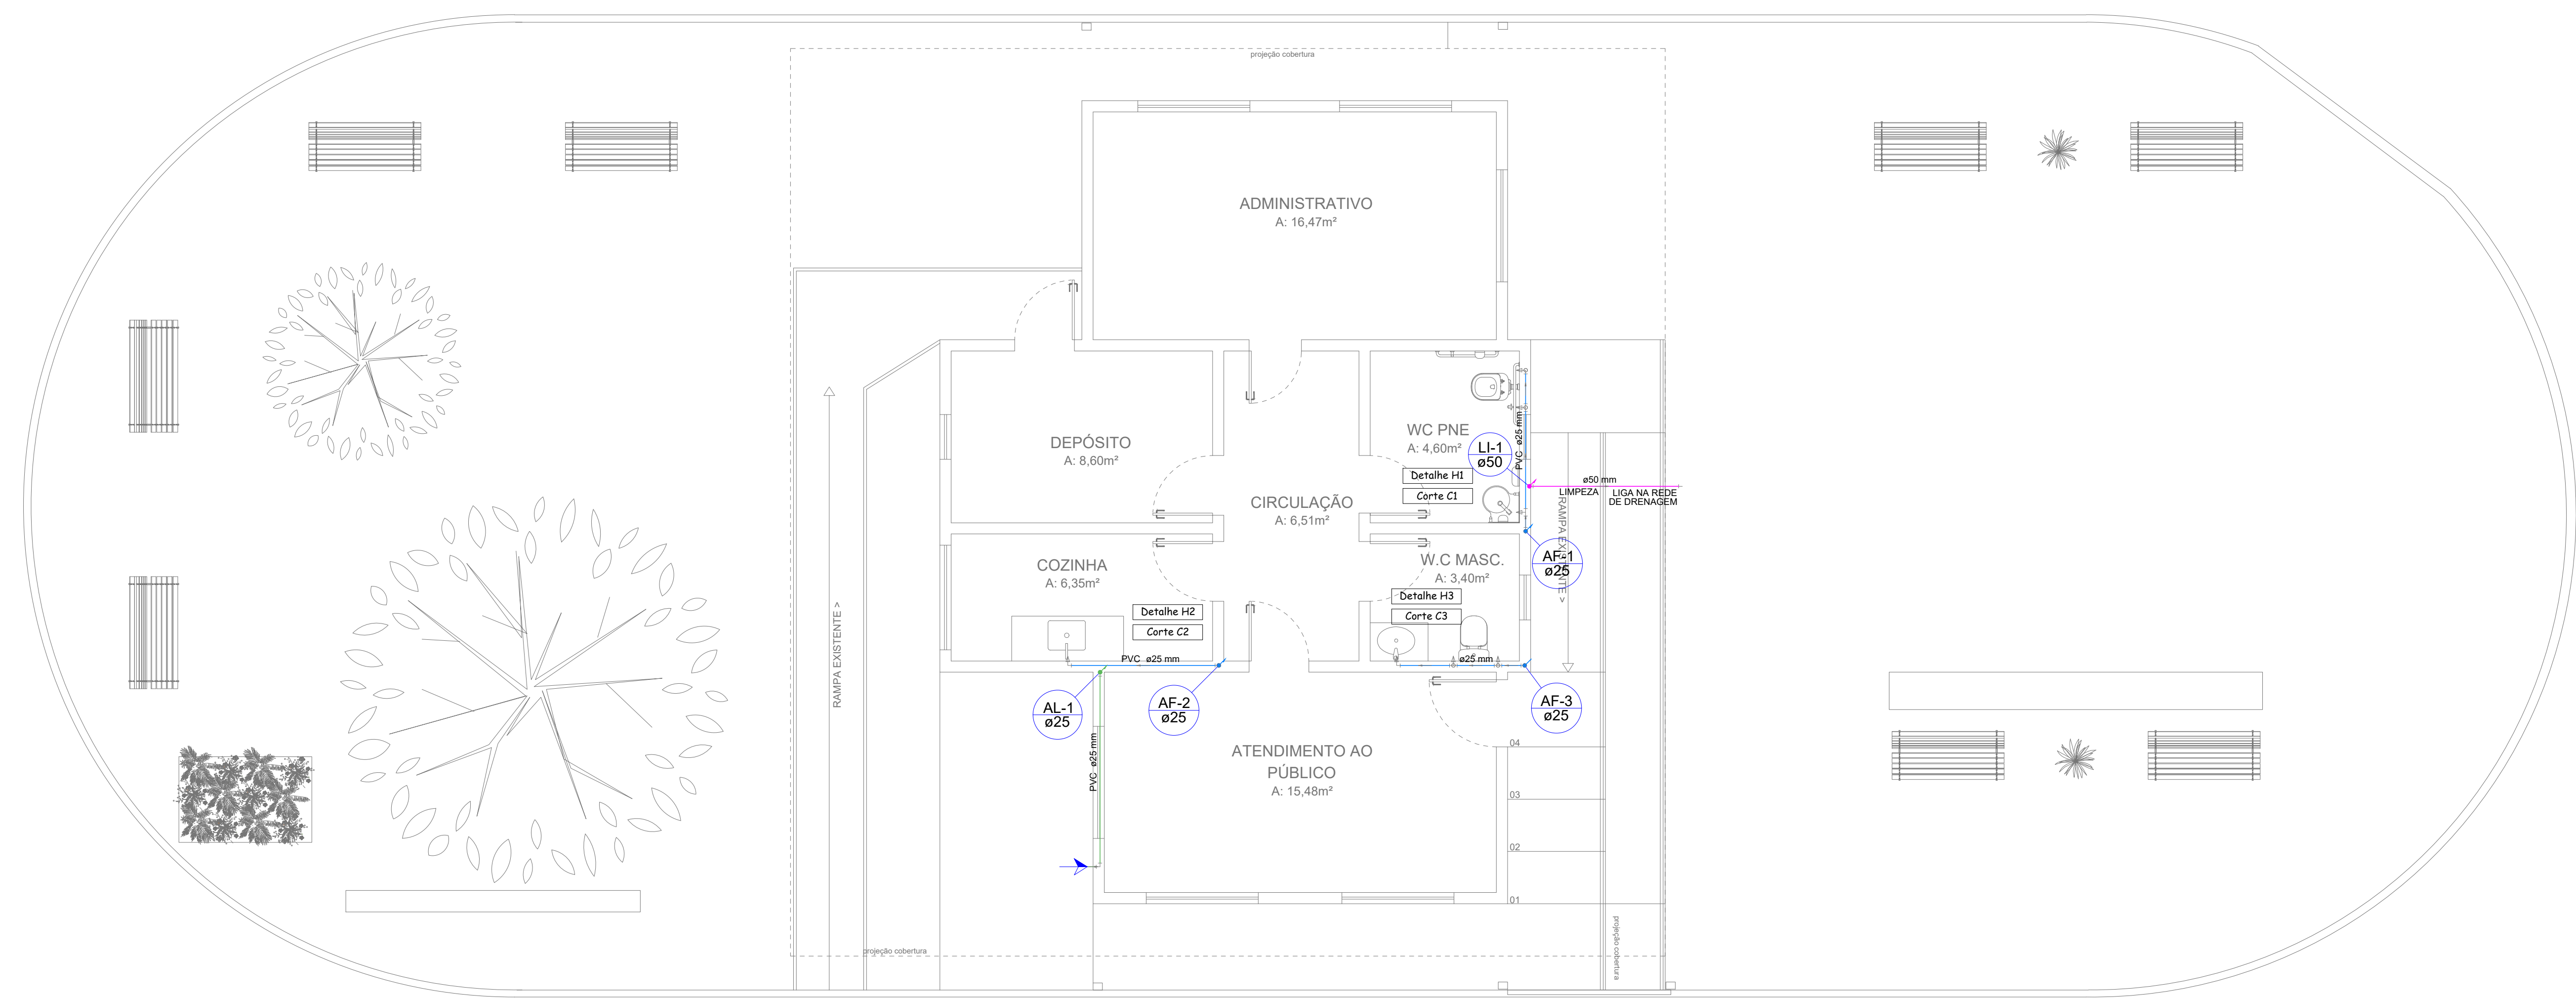 projeção cobertura
ADMINISTRATIVO
A: 16,47m²
DEPÓSITO
A: 8,60m²
WC PNE
A: 4,60m²
PVC ø25 mm
LI-1
ø50
Detalhe H1
Corte C1
ø50 mm
LIMPEZA
LIGA NA REDE
DE DRENAGEM
CIRCULAÇÃO
A: 6,51m²
RAMPA EXISTENTE >
AF-1
ø25
COZINHA
A: 6,35m²
W.C MASC.
A: 3,40m²
Detalhe H2
Corte C2
Detalhe H3
Corte C3
RAMPA EXISTENTE >
PVC ø25 mm
ø25 mm
AL-1
ø25
AF-2
ø25
AF-3
ø25
PVC ø25 mm
ATENDIMENTO AO
PÚBLICO
A: 15,48m²
04
03
02
01
projeção cobertura
projeção cobertura